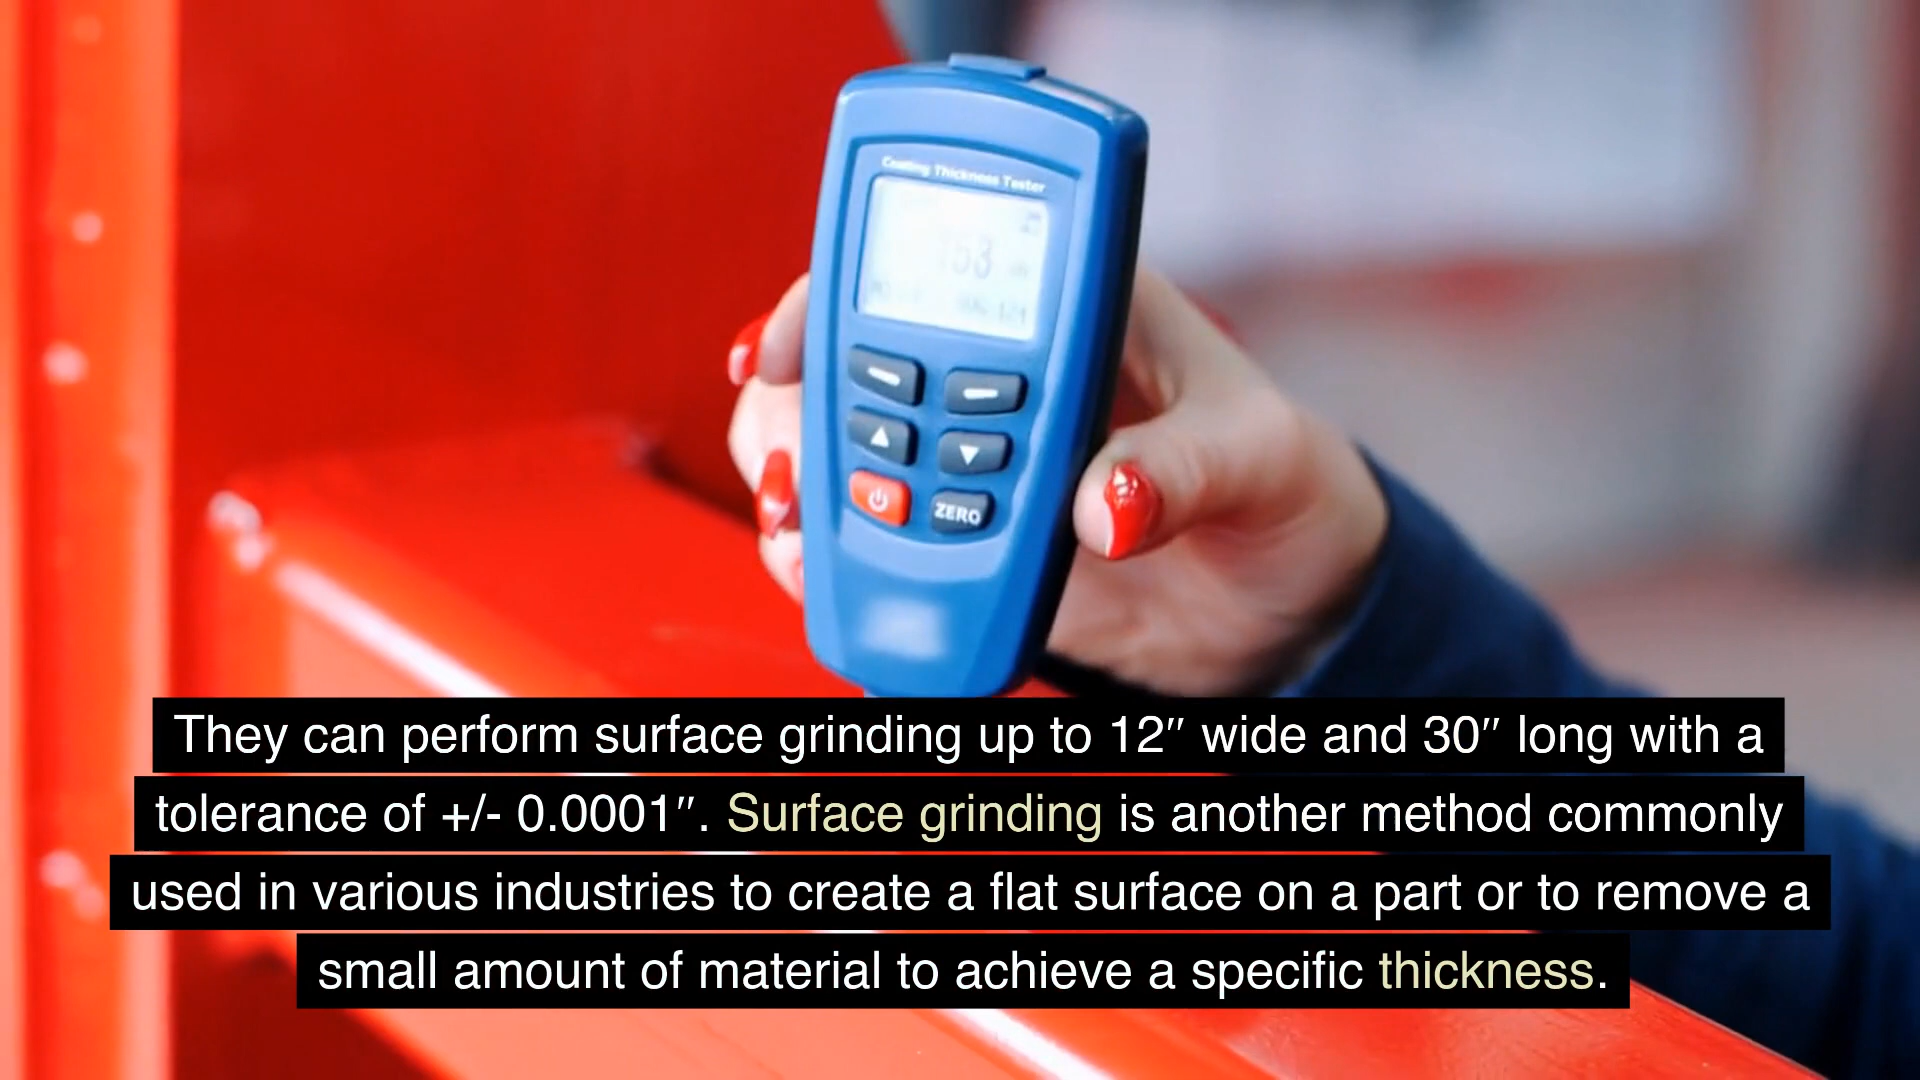 Coating Thickness Tester
ZERO
They can perform surface grinding up to 12″ wide and 30″ long with a
tolerance of +/- 0.0001″. Surface grinding is another method commonly
used in various industries to create a flat surface on a part or to remove a
small amount of material to achieve a specific thickness.